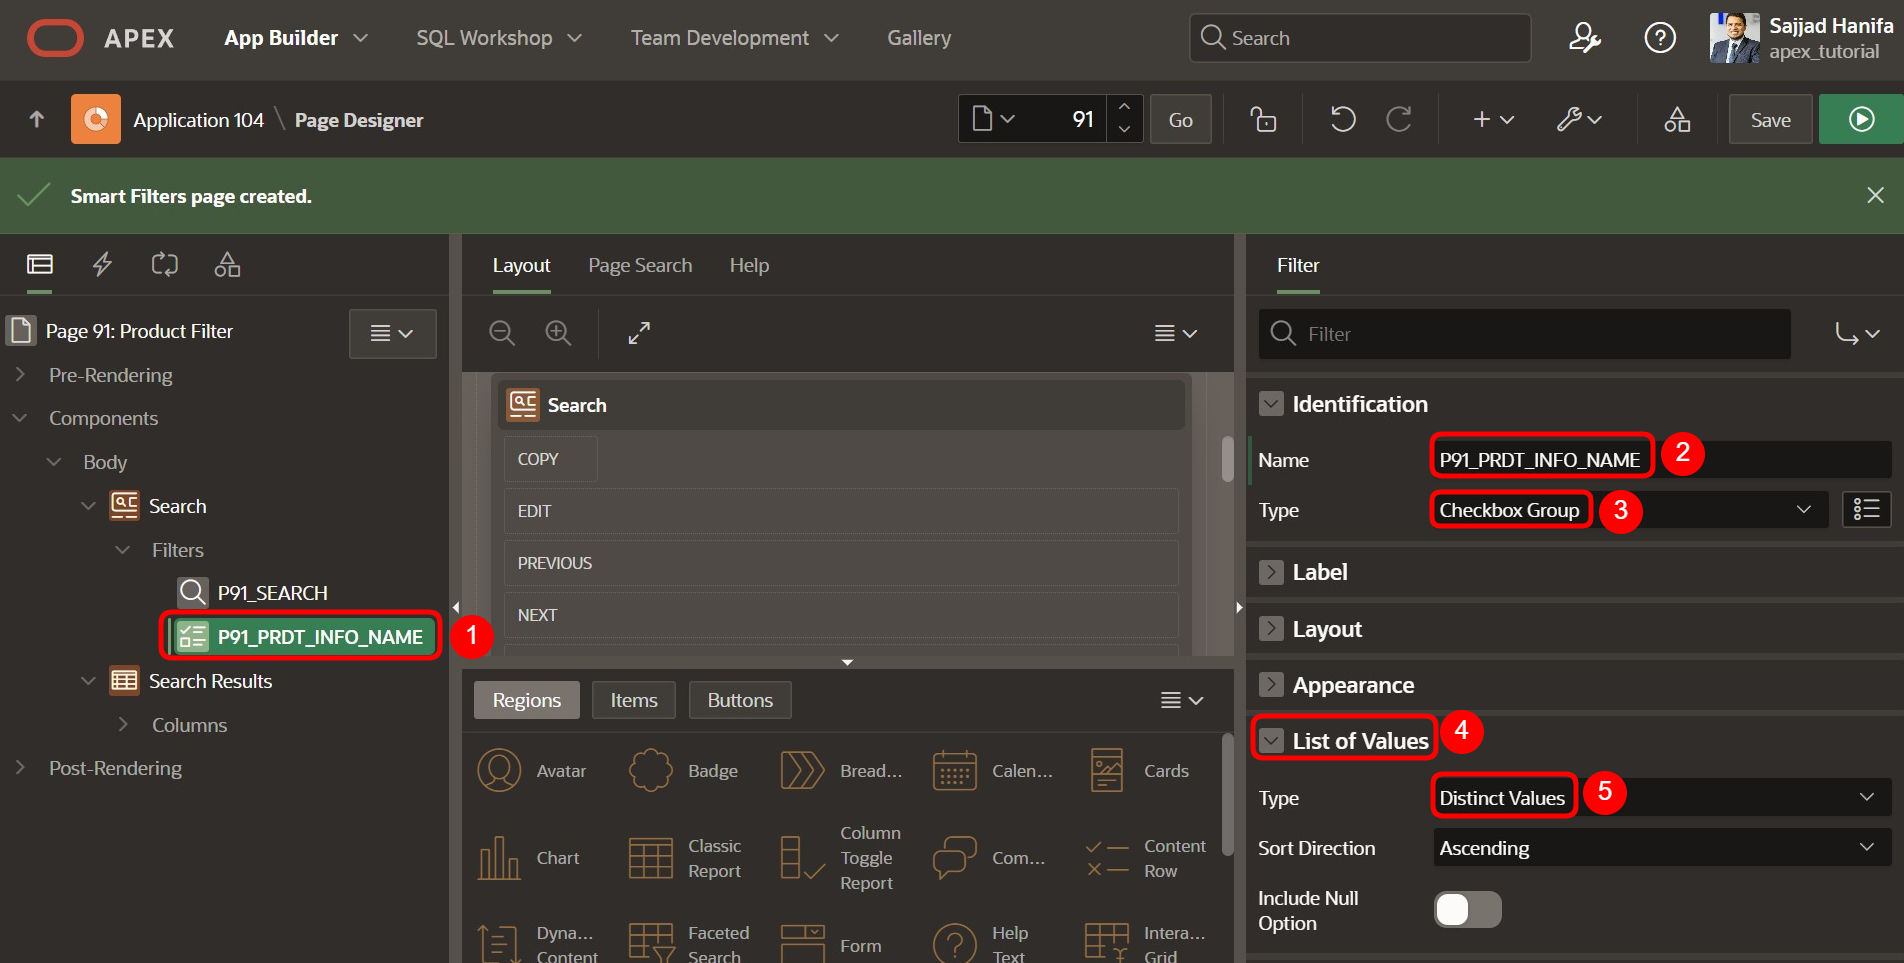 APEX
App Builder
SQL Workshop
Team Development
Gallery
Search
Sajjad Hanifa
apex_tutorial
Application 104 \ Page Designer
91
Go
Save
Smart Filters page created.
Page 91: Product Filter
Pre-Rendering
Components
Body
Search
Filters
P91_SEARCH
P91_PRDT_INFO_NAME
1
Search Results
Columns
Post-Rendering
Layout
Page Search
Help
Search
COPY
EDIT
PREVIOUS
NEXT
Regions
Items
Buttons
Avatar
Badge
Bread...
Calen...
Cards
Chart
Classic
Report
Column
Toggle
Report
Com...
Content
Row
Dyna...
Content
Faceted
Search
Form
Help
Text
Intera...
Grid
Filter
Filter
Identification
Name
P91_PRDT_INFO_NAME
2
Type
Checkbox Group
3
Label
Layout
Appearance
List of Values
4
Type
Distinct Values
5
Sort Direction
Ascending
Include Null
Option